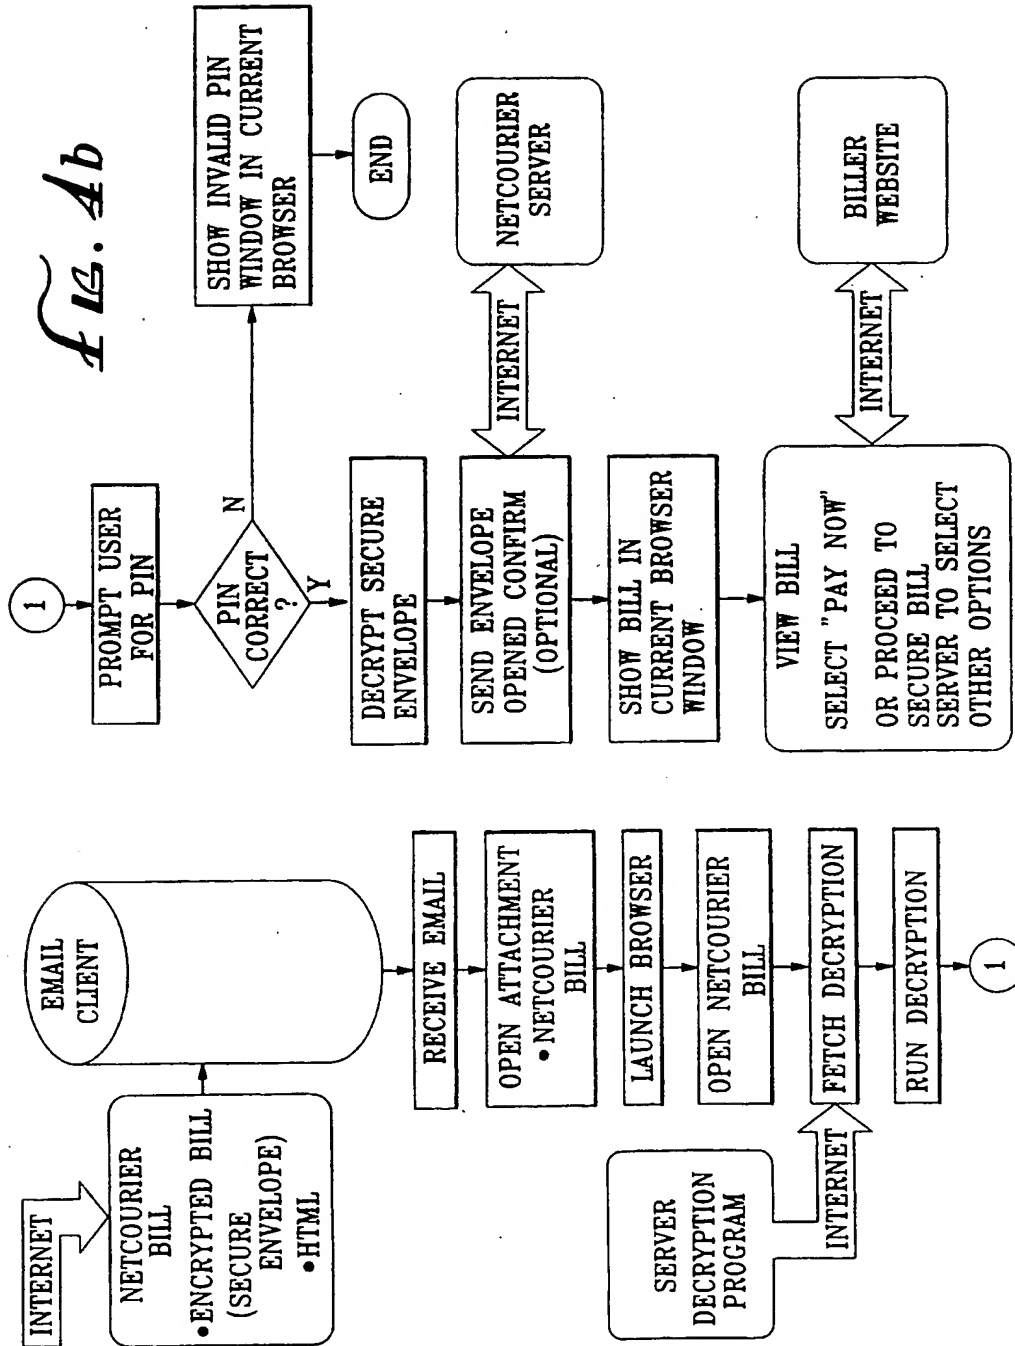 INTERNET
NETCOURIER
BILL
•ENCRYPTED BILL
(SECURE
ENVELOPE)
•HTML
EMAIL
CLIENT
RECEIVE EMAIL
OPEN ATTACHMENT
•NETCOURIER
BILL
LAUNCH BROWSER
OPEN NETCOURIER
BILL
SERVER
DECRYPTION
PROGRAM
INTERNET
FETCH DECRYPTION
RUN DECRYPTION
1
fig. 4b
1
PROMPT USER
FOR PIN
PIN
CORRECT
?
N
Y
SHOW INVALID PIN
WINDOW IN CURRENT
BROWSER
END
DECRYPT SECURE
ENVELOPE
SEND ENVELOPE
OPENED CONFIRM
(OPTIONAL)
INTERNET
NETCOURIER
SERVER
SHOW BILL IN
CURRENT BROWSER
WINDOW
VIEW BILL
SELECT "PAY NOW"
OR PROCEED TO
SECURE BILL
SERVER TO SELECT
OTHER OPTIONS
INTERNET
BILLER
WEBSITE